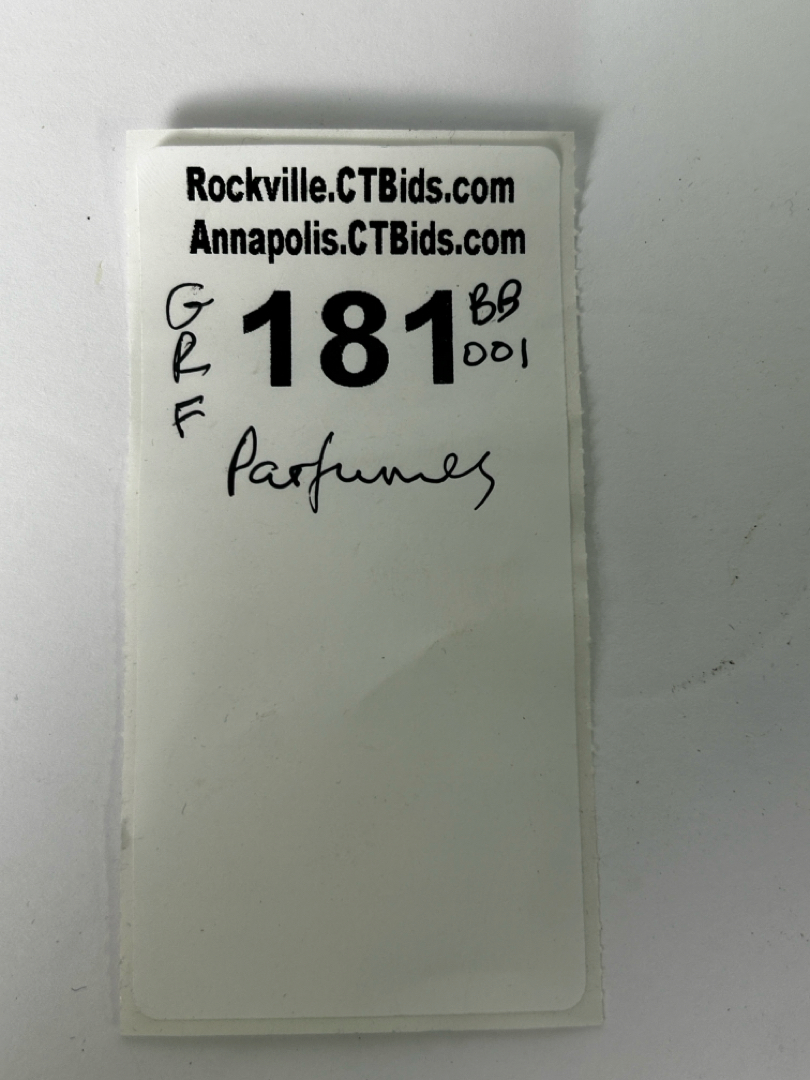 Rockville.CTBids.com
Annapolis.CTBids.com
G
R
F
181
BB
001
Parfumes